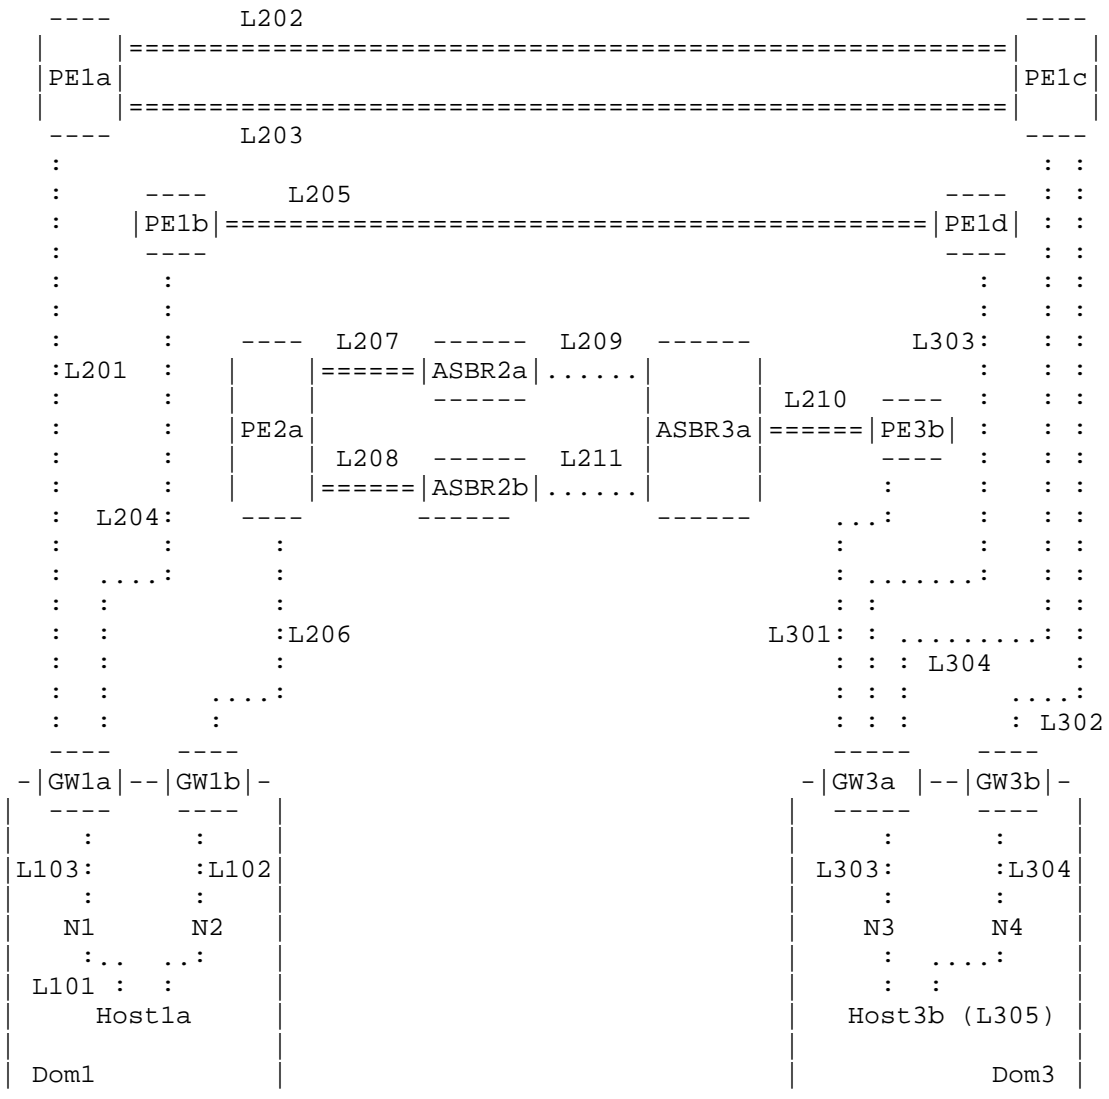 L202
PE1a PE1c
L203
L205
PE1b PE1d
L207 L209 L303
L201 ASBR2a
L210
PE2a ASBR3a PE3b
L208 L211
ASBR2b
L204
L206 L301
L304
L302
GW1a GW1b GW3a GW3b
L103 L102 L303 L304
N1 N2 N3 N4
L101
Host1a Host3b (L305)
Dom1 Dom3